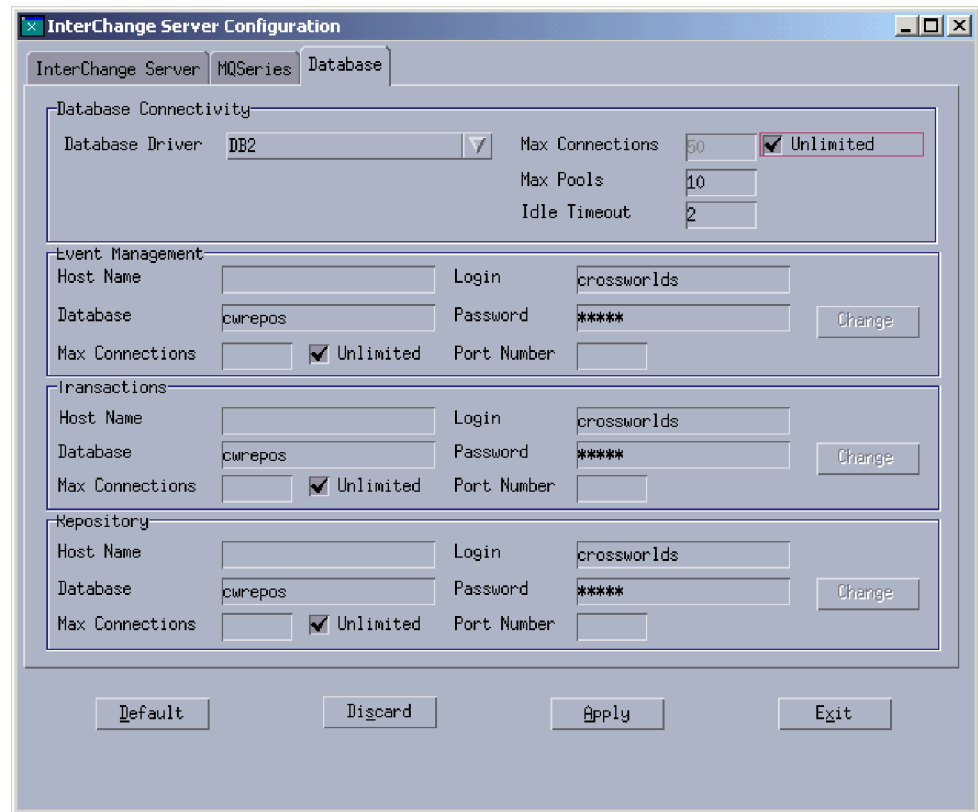 InterChange Server Configuration
InterChange Server MQSeries Database
Database Connectivity
Database Driver DB2 Max Connections 50 Unlimited
Max Pools 10
Idle Timeout 2
Event Management
Host Name Login crossworlds
Database cwrepos Password ***** Change
Max Connections Unlimited Port Number
Transactions
Host Name Login crossworlds
Database cwrepos Password ***** Change
Max Connections Unlimited Port Number
Repository
Host Name Login crossworlds
Database cwrepos Password ***** Change
Max Connections Unlimited Port Number
Default Discard Apply Exit